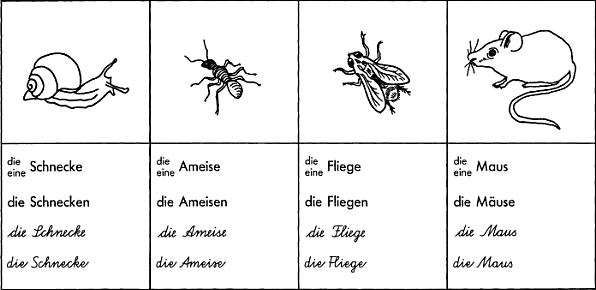 die
eine Schnecke
die Schnecken
die Schnecke
die Schnecke
die
eine Ameise
die Ameisen
die Ameise
die Ameise
die
eine Fliege
die Fliegen
die Fliege
die Fliege
die
eine Maus
die Mäuse
die Maus
die Maus